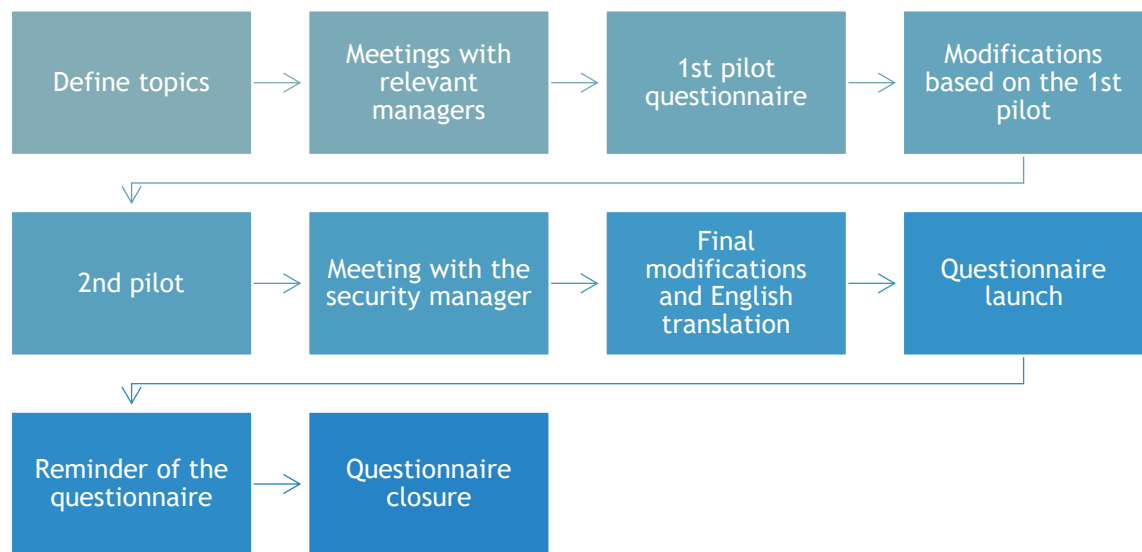 Define topics
Meetings with
relevant
managers
1st pilot
questionnaire
Modifications
based on the 1st
pilot
2nd pilot
Meeting with the
security manager
Final
modifications
and English
translation
Questionnaire
launch
Reminder of the
questionnaire
Questionnaire
closure